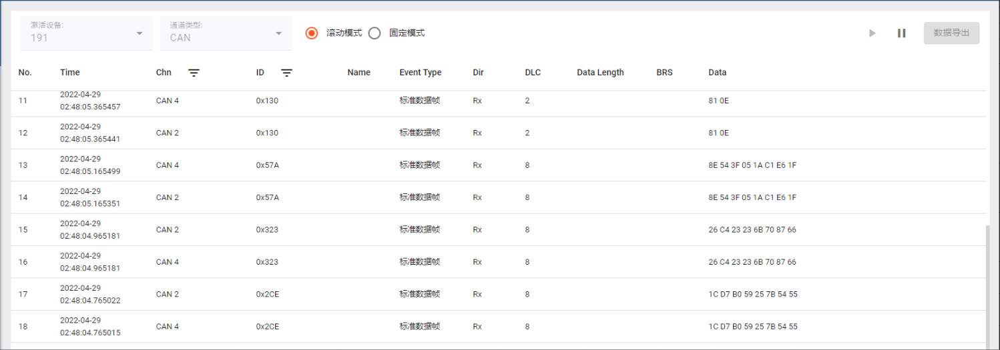 激活设备:
191
通道类型:
CAN
滚动模式 固定模式
数据导出
No. Time Chn ID Name Event Type Dir DLC Data Length BRS Data
11 2022-04-29 02:48:05.365457 CAN 4 0x130 标准数据帧 Rx 2 81 0E
12 2022-04-29 02:48:05.365441 CAN 2 0x130 标准数据帧 Rx 2 81 0E
13 2022-04-29 02:48:05.165499 CAN 4 0x57A 标准数据帧 Rx 8 8E 54 3F 05 1A C1 E6 1F
14 2022-04-29 02:48:05.165351 CAN 2 0x57A 标准数据帧 Rx 8 8E 54 3F 05 1A C1 E6 1F
15 2022-04-29 02:48:04.965181 CAN 2 0x323 标准数据帧 Rx 8 26 C4 23 23 6B 70 87 66
16 2022-04-29 02:48:04.965181 CAN 4 0x323 标准数据帧 Rx 8 26 C4 23 23 6B 70 87 66
17 2022-04-29 02:48:04.765022 CAN 2 0x2CE 标准数据帧 Rx 8 1C D7 B0 59 25 7B 54 55
18 2022-04-29 02:48:04.765015 CAN 4 0x2CE 标准数据帧 Rx 8 1C D7 B0 59 25 7B 54 55